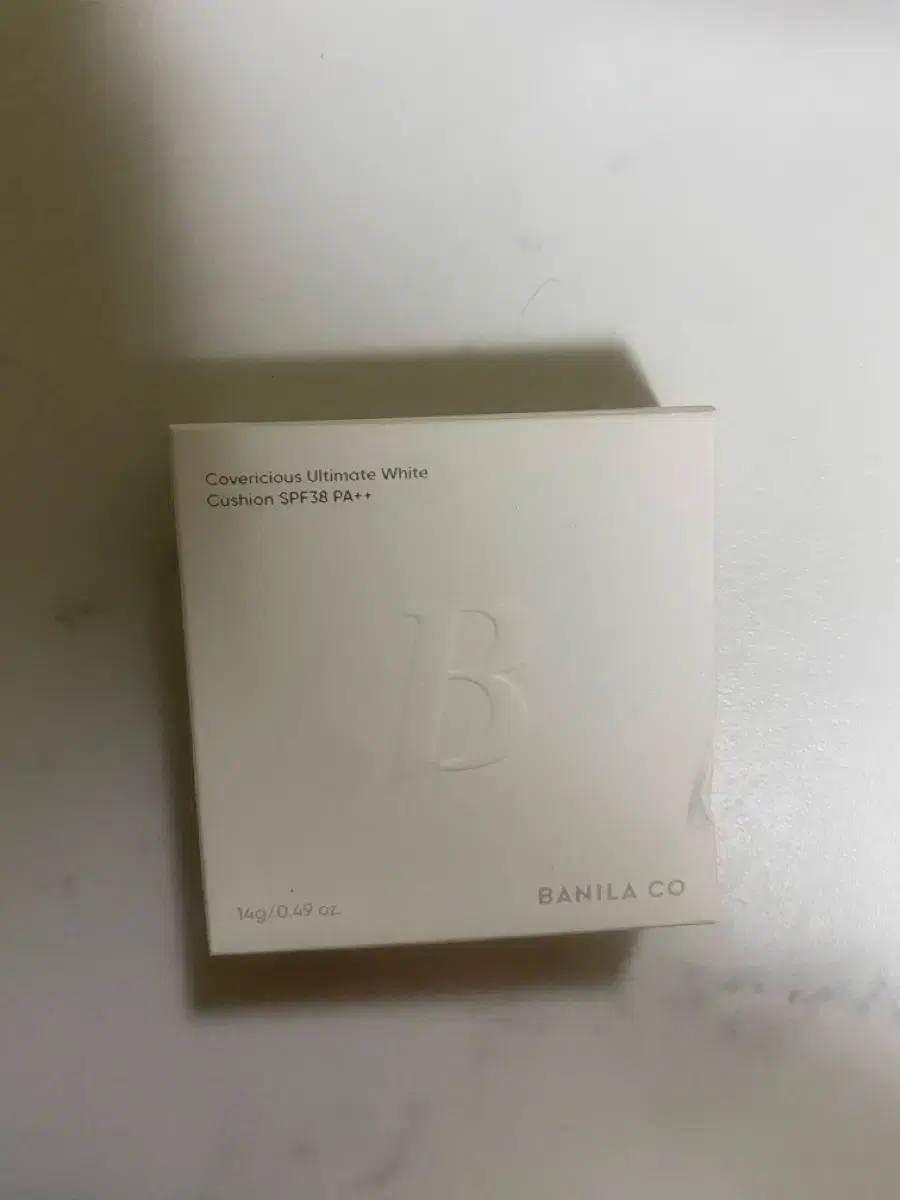 Covericious Ultimate White
Cushion SPF38 PA++
B
14g/0.49 oz.
BANILA CO